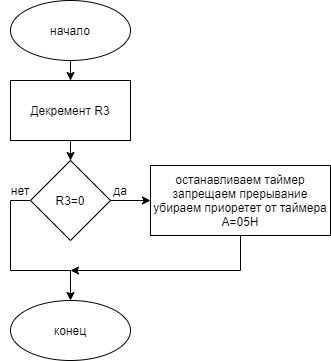 начало
Декремент R3
нет
R3=0
да
останавливаем таймер
запрещаем прерывание
убираем приоретет от таймера
A=05H
конец